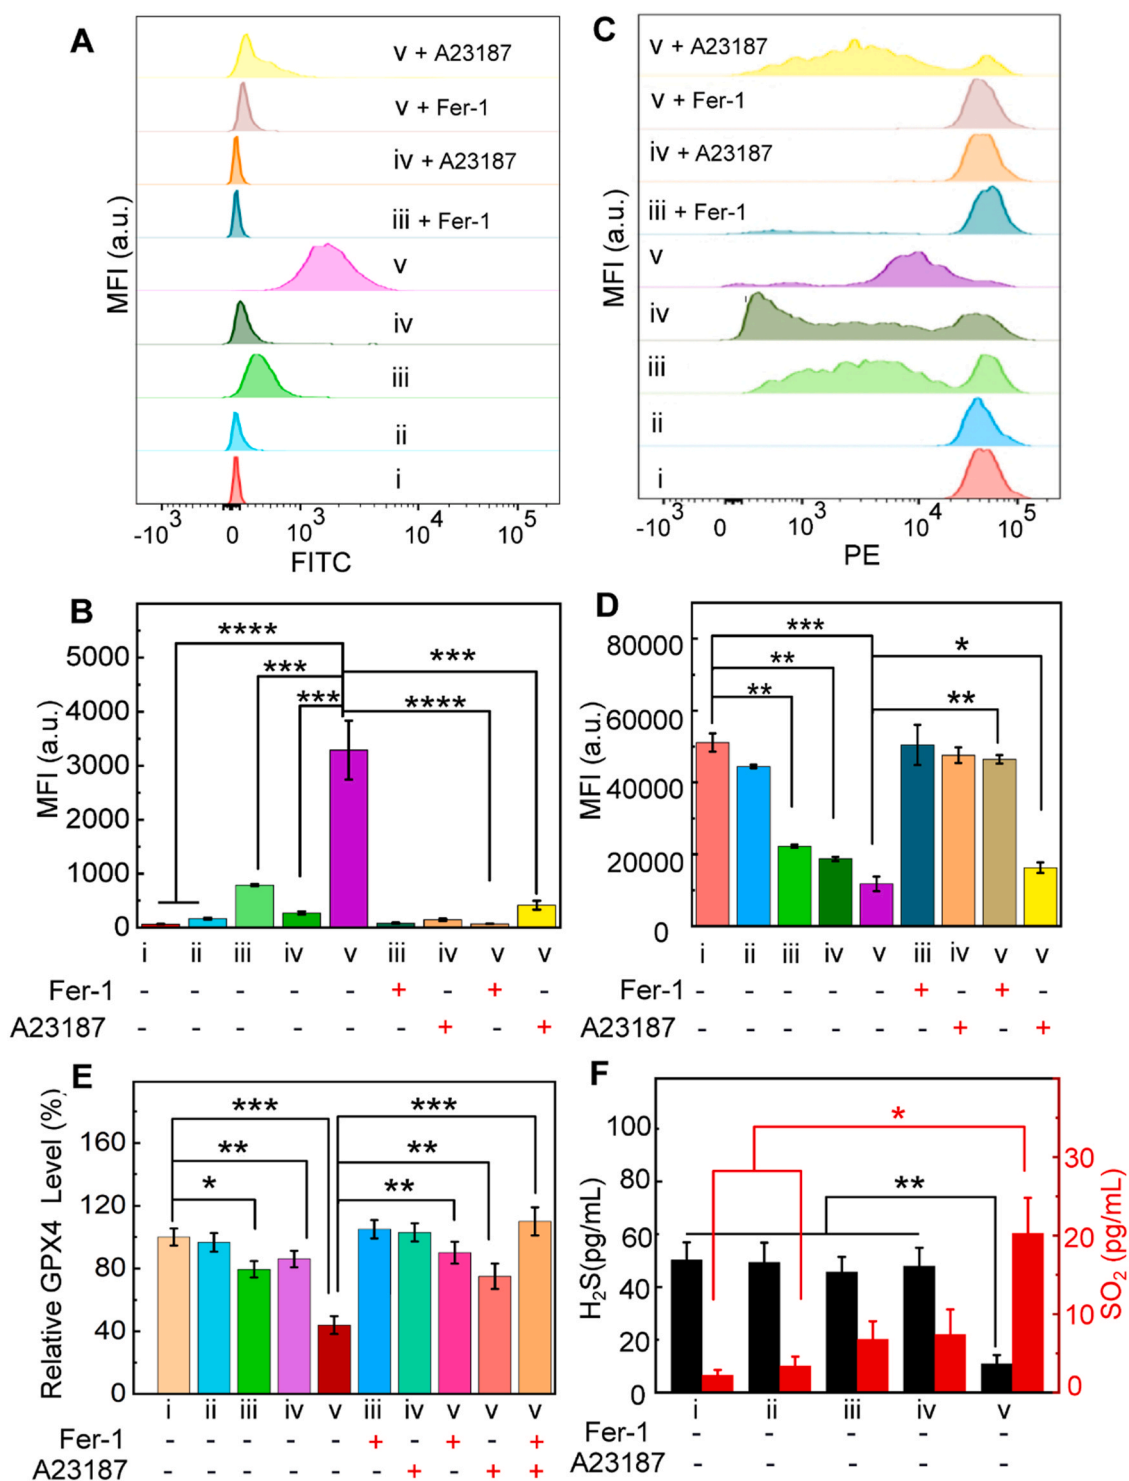 A
v + A23187
v + Fer-1
iv + A23187
iii + Fer-1
v
iv
iii
ii
i
MFI (a.u.)
-10³ 0 10³ 10⁴ 10⁵
FITC
C
v + A23187
v + Fer-1
iv + A23187
iii + Fer-1
v
iv
iii
ii
i
MFI (a.u.)
-10³ 0 10³ 10⁴ 10⁵
PE
B
MFI (a.u.)
5000
4000
3000
2000
1000
0
****
***
***
***
****
i ii iii iv v iii iv v v
Fer-1 - - - - - + - + -
A23187 - - - - - - + - +
D
MFI (a.u.)
80000
60000
40000
20000
0
***
**
**
*
**
i ii iii iv v iii iv v v
Fer-1 - - - - - + - + -
A23187 - - - - - - + - +
E
Relative GPX4 Level (%)
160
120
80
40
0
***
**
*
***
**
**
i ii iii iv v iii iv v v v
Fer-1 - - - - - + - + - +
A23187 - - - - - - + - + +
F
H₂S(pg/mL)
100
80
60
40
20
0
*
**
30
20
10
0
SO₂ (pg/mL)
i ii iii iv v
Fer-1 - - - - -
A23187 - - - - -